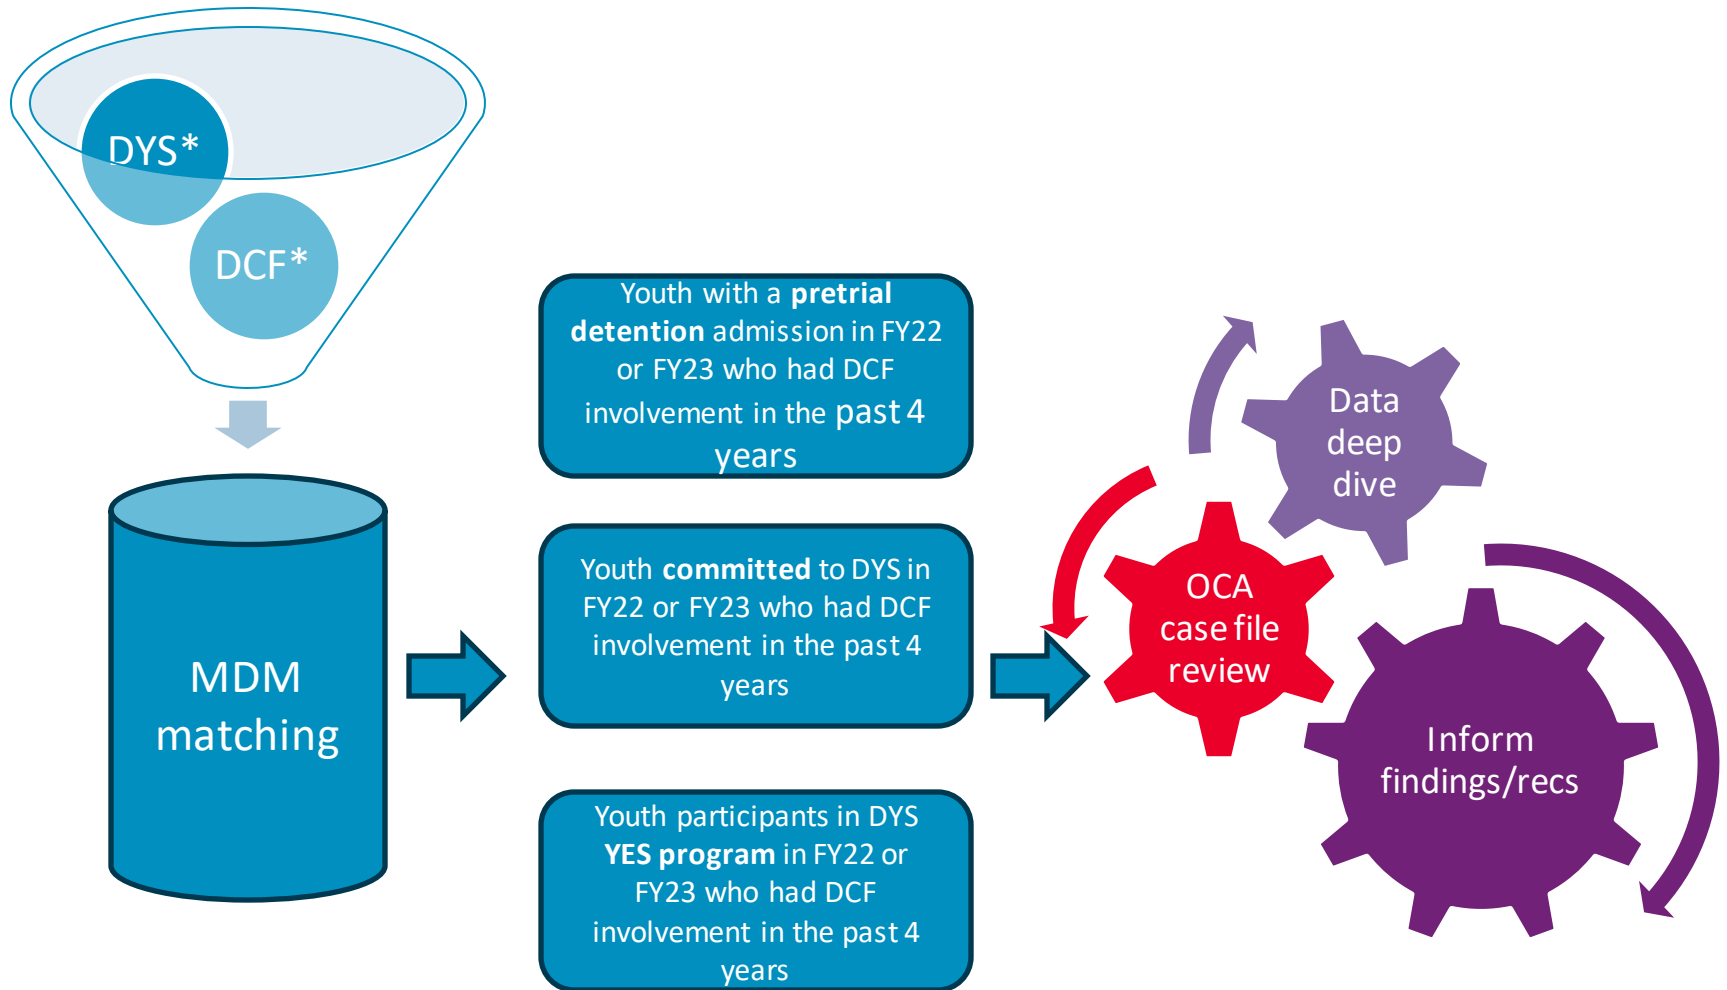 DYS*
DCF*
MDM
matching
Youth with a pretrial
detention admission in FY22
or FY23 who had DCF
involvement in the past 4
years
Youth committed to DYS in
FY22 or FY23 who had DCF
involvement in the past 4
years
Youth participants in DYS
YES program in FY22 or
FY23 who had DCF
involvement in the past 4
years
Data
deep
dive
OCA
case file
review
Inform
findings/recs